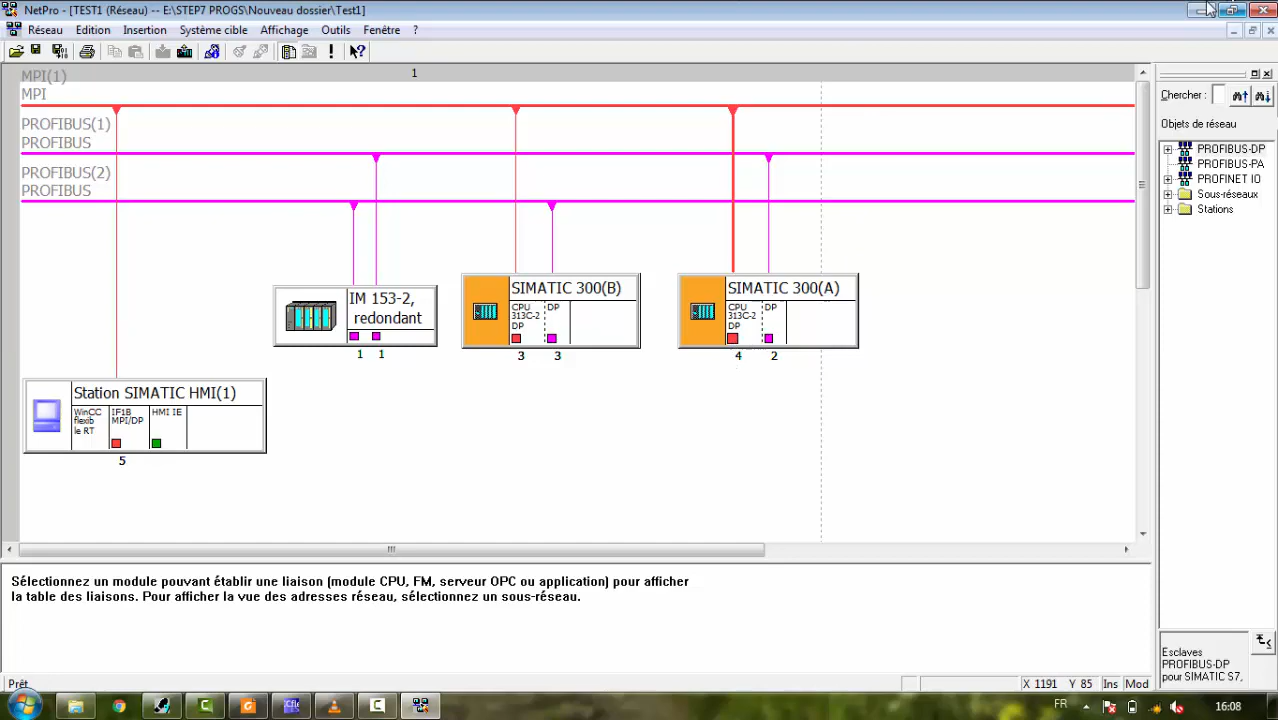 NetPro - [TEST1 (Réseau) -- E:\STEP7 PROGS\Nouveau dossier\Test1]
Réseau Edition Insertion Système cible Affichage Outils Fenêtre ?
1
MPI(1)
MPI
PROFIBUS(1)
PROFIBUS
PROFIBUS(2)
PROFIBUS
IM 153-2,
redondant
1 1
SIMATIC 300(B)
CPU
313C-2
DP
DP
3 3
SIMATIC 300(A)
CPU
313C-2
DP
DP
4 2
Station SIMATIC HMI(1)
WinCC
flexib
le RT
IF1B
MPI/DP
HMI IE
5
Chercher :
Objets de réseau
PROFIBUS-DP
PROFIBUS-PA
PROFINET IO
Sous-réseaux
Stations
Sélectionnez un module pouvant établir une liaison (module CPU, FM, serveur OPC ou application) pour afficher
la table des liaisons. Pour afficher la vue des adresses réseau, sélectionnez un sous-réseau.
Esclaves
PROFIBUS-DP
pour SIMATIC S7,
Prêt
X 1191 Y 85 Ins Mod
FR 16:08